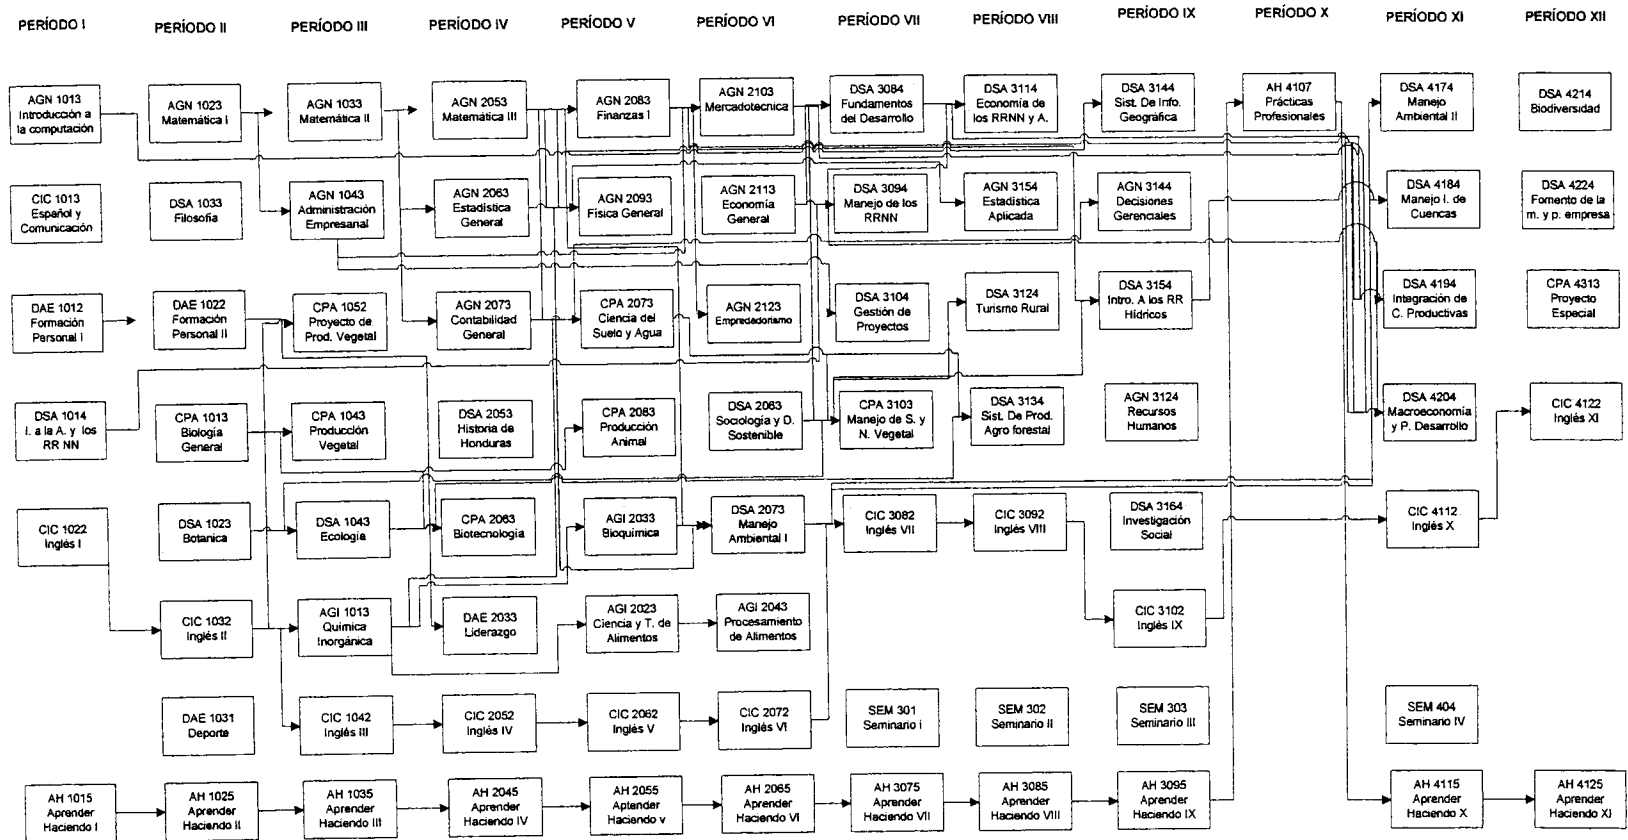 PERÍODO I
PERÍODO II
PERÍODO III
PERÍODO IV
PERÍODO V
PERÍODO VI
PERÍODO VII
PERÍODO VIII
PERÍODO IX
PERÍODO X
PERÍODO XI
PERÍODO XII
AGN 1013
Introducción a
la computación
AGN 1023
Matemática I
AGN 1033
Matemática II
AGN 2053
Matemática III
AGN 2083
Finanzas I
AGN 2103
Mercadotecnica
DSA 3084
Fundamentos
del Desarrollo
DSA 3114
Economía de
los RRNN y A.
DSA 3144
Sist. De Info.
Geográfica
AH 4107
Prácticas
Profesionales
DSA 4174
Manejo
Ambiental II
DSA 4214
Biodiversidad
CIC 1013
Español y
Comunicación
DSA 1033
Filosofía
AGN 1043
Administración
Empresarial
AGN 2063
Estadística
General
AGN 2093
Física General
AGN 2113
Economía
General
DSA 3094
Manejo de los
RRNN
AGN 3154
Estadística
Aplicada
AGN 3144
Decisiones
Gerenciales
DSA 4184
Manejo I. de
Cuencas
DSA 4224
Fomento de la
m. y p. empresa
DAE 1012
Formación
Personal I
DAE 1022
Formación
Personal II
CPA 1052
Proyecto de
Prod. Vegetal
AGN 2073
Contabilidad
General
CPA 2073
Ciencia del
Suelo y Agua
AGN 2123
Empredadorismo
DSA 3104
Gestión de
Proyectos
DSA 3124
Turismo Rural
DSA 3154
Intro. A los RR
Hídricos
DSA 4194
Integración de
C. Productivas
CPA 4313
Proyecto
Especial
DSA 1014
I. a la A. y los
RR NN
CPA 1013
Biología
General
CPA 1043
Producción
Vegetal
DSA 2053
Historia de
Honduras
CPA 2083
Producción
Animal
DSA 2063
Sociología y D.
Sostenible
CPA 3103
Manejo de S. y
N. Vegetal
DSA 3134
Sist. De Prod.
Agro forestal
AGN 3124
Recursos
Humanos
DSA 4204
Macroeconomía
y P. Desarrollo
CIC 4122
Inglés XI
CIC 1022
Inglés I
DSA 1023
Botanica
DSA 1043
Ecología
CPA 2063
Biotecnología
AGI 2033
Bioquímica
DSA 2073
Manejo
Ambiental I
CIC 3082
Inglés VII
CIC 3092
Inglés VIII
DSA 3164
Investigación
Social
CIC 4112
Inglés X
CIC 1032
Inglés II
AGI 1013
Química
Inorgánica
DAE 2033
Liderazgo
AGI 2023
Ciencia y T. de
Alimentos
AGI 2043
Procesamiento
de Alimentos
CIC 3102
Inglés IX
DAE 1031
Deporte
CIC 1042
Inglés III
CIC 2052
Inglés IV
CIC 2062
Inglés V
CIC 2072
Inglés VI
SEM 301
Seminario i
SEM 302
Seminario II
SEM 303
Seminario III
SEM 404
Seminario IV
AH 1015
Aprender
Haciendo I
AH 1025
Aprender
Haciendo II
AH 1035
Aprender
Haciendo III
AH 2045
Aprender
Haciendo IV
AH 2055
Aprender
Haciendo v
AH 2065
Aprender
Haciendo VI
AH 3075
Aprender
Haciendo VII
AH 3085
Aprender
Haciendo VIII
AH 3095
Aprender
Haciendo IX
AH 4115
Aprender
Haciendo X
AH 4125
Aprender
Haciendo XI